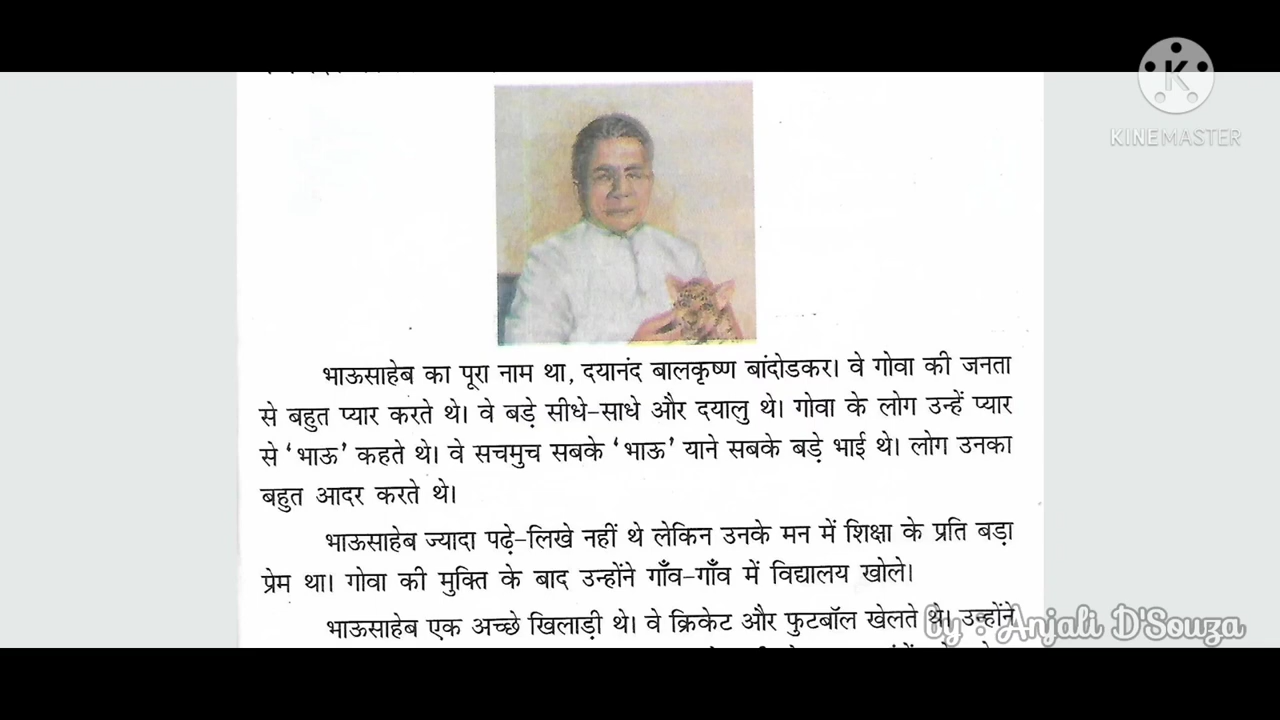 KINEMASTER
भाऊसाहेब का पूरा नाम था, दयानंद बालकृष्ण बांदोडकर। वे गोवा की जनता
से बहुत प्यार करते थे। वे बड़े सीधे-साधे और दयालु थे। गोवा के लोग उन्हें प्यार
से ‘भाऊ’ कहते थे। वे सचमुच सबके ‘भाऊ’ याने सबके बड़े भाई थे। लोग उनका
बहुत आदर करते थे।
भाऊसाहेब ज्यादा पढ़े-लिखे नहीं थे लेकिन उनके मन में शिक्षा के प्रति बड़ा
प्रेम था। गोवा की मुक्ति के बाद उन्होंने गाँव-गाँव में विद्यालय खोले।
भाऊसाहेब एक अच्छे खिलाड़ी थे। वे क्रिकेट और फुटबॉल खेलते थे। उन्होंने
by : Anjali D'Souza